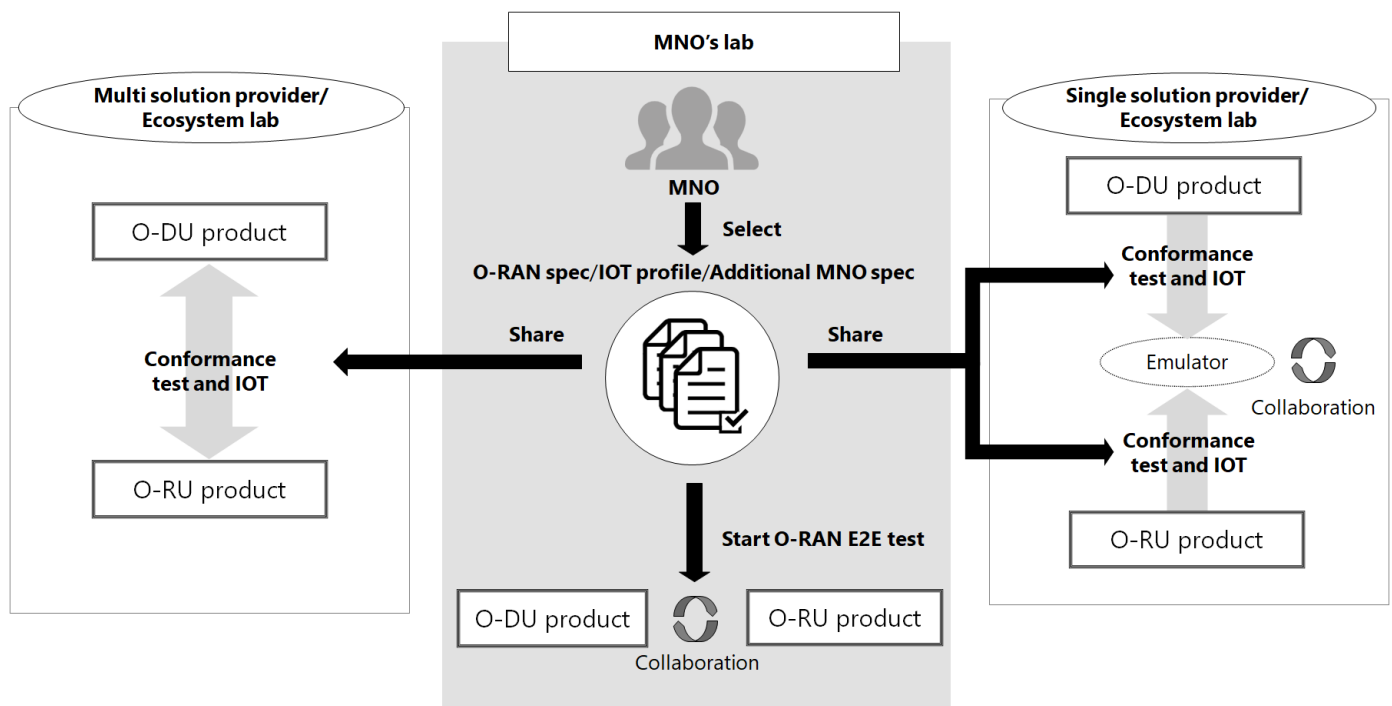 MNO's lab
Multi solution provider/
Ecosystem lab
O-DU product
Conformance
test and IOT
O-RU product
MNO
Select
O-RAN spec/IOT profile/Additional MNO spec
Share
Share
Start O-RAN E2E test
O-DU product
Collaboration
O-RU product
Single solution provider/
Ecosystem lab
O-DU product
Conformance
test and IOT
Emulator
Collaboration
Conformance
test and IOT
O-RU product